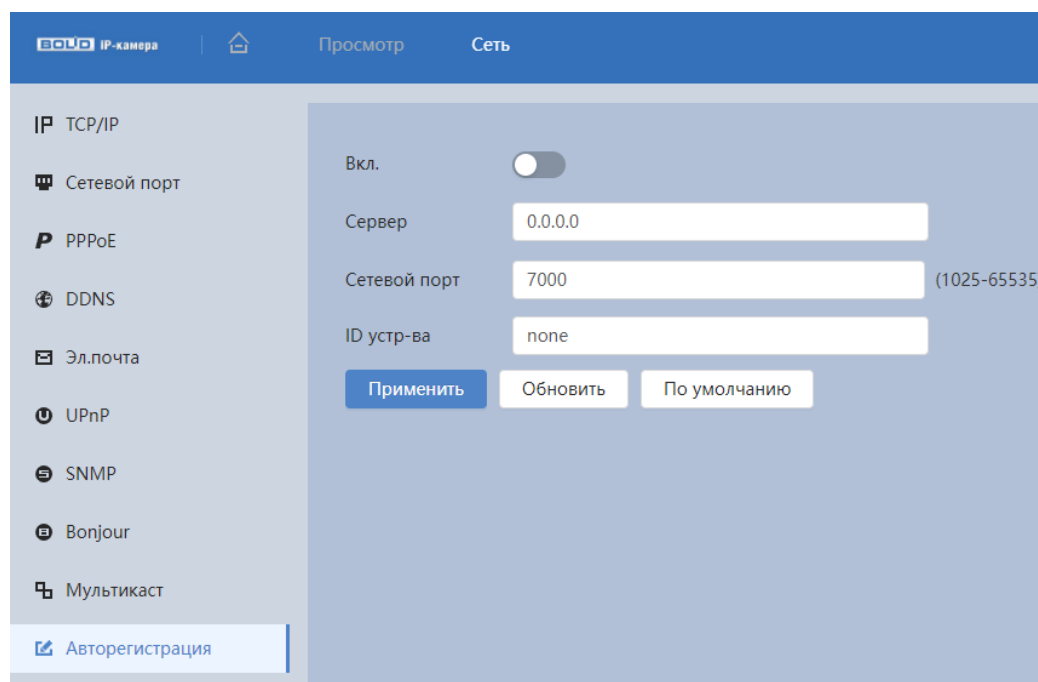 BOLID IP-камера Просмотр Сеть
TCP/IP
Сетевой порт
PPPoE
DDNS
Эл.почта
UPnP
SNMP
Bonjour
Мультикаст
Авторегистрация
Вкл.
Сервер 0.0.0.0
Сетевой порт 7000 (1025-65535
ID устр-ва none
Применить Обновить По умолчанию